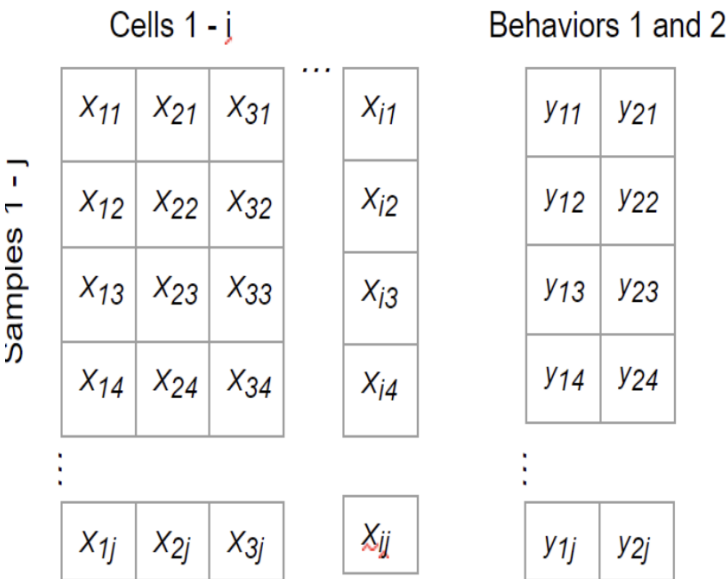 Cells 1 - i Behaviors 1 and 2
Samples 1 - j
X11 X21 X31 ... Xi1 y11 y21
X12 X22 X32 Xi2 y12 y22
X13 X23 X33 Xi3 y13 y23
X14 X24 X34 Xi4 y14 y24
X1j X2j X3j Xij y1j y2j